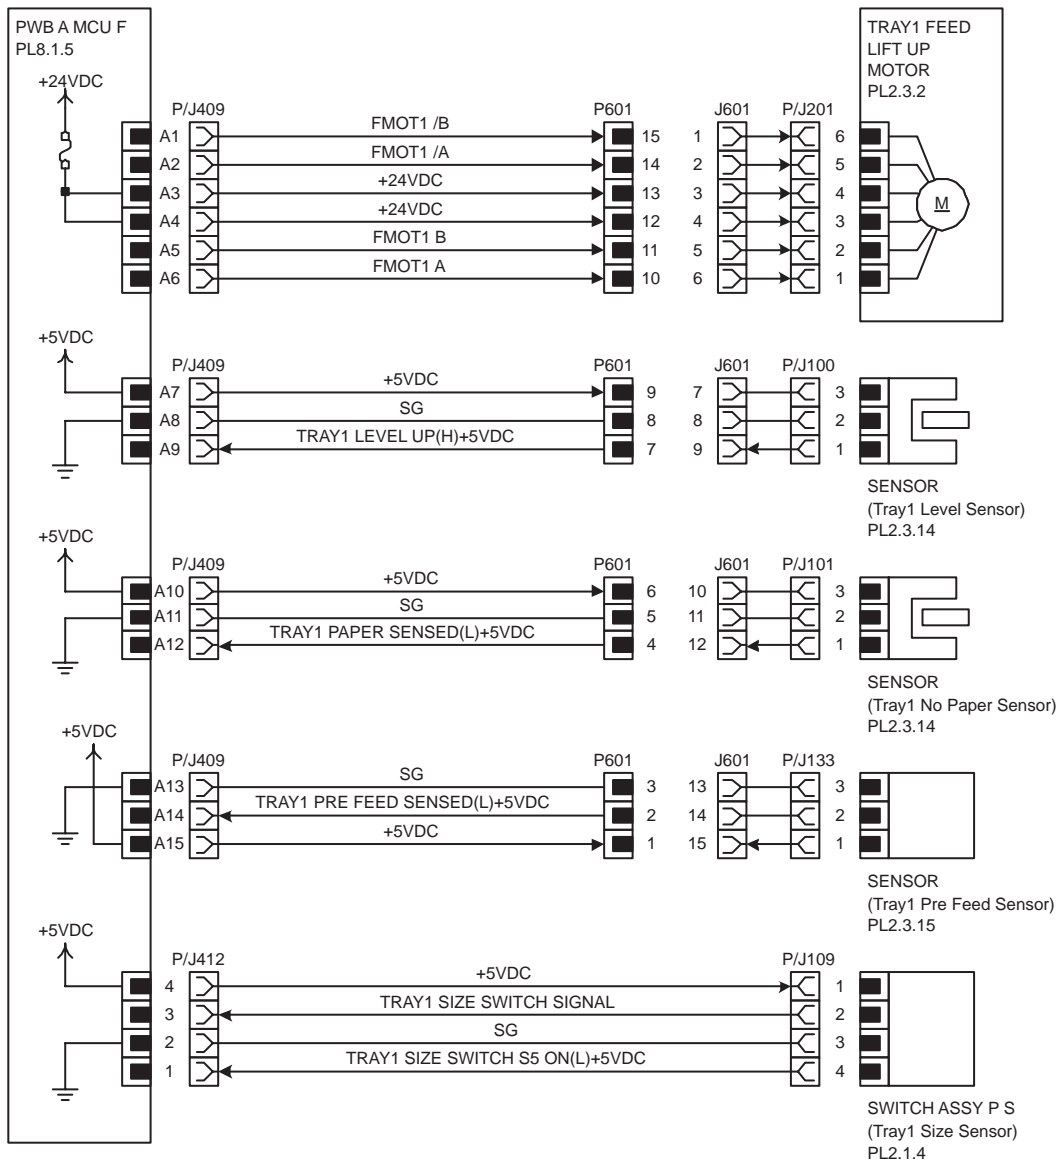 PWB A MCU F
PL8.1.5
+24VDC
TRAY1 FEED
LIFT UP
MOTOR
PL2.3.2
P/J409 P601 J601 P/J201
A1 FMOT1 /B 15 1 6
A2 FMOT1 /A 14 2 5
A3 +24VDC 13 3 4
A4 +24VDC 12 4 3
A5 FMOT1 B 11 5 2
A6 FMOT1 A 10 6 1
M
+5VDC
P/J409 P601 J601 P/J100
A7 +5VDC 9 7 3
A8 SG 8 8 2
A9 TRAY1 LEVEL UP(H)+5VDC 7 9 1
SENSOR
(Tray1 Level Sensor)
PL2.3.14
+5VDC
P/J409 P601 J601 P/J101
A10 +5VDC 6 10 3
A11 SG 5 11 2
A12 TRAY1 PAPER SENSED(L)+5VDC 4 12 1
SENSOR
(Tray1 No Paper Sensor)
PL2.3.14
+5VDC
P/J409 P601 J601 P/J133
A13 SG 3 13 3
A14 TRAY1 PRE FEED SENSED(L)+5VDC 2 14 2
A15 +5VDC 1 15 1
SENSOR
(Tray1 Pre Feed Sensor)
PL2.3.15
+5VDC
P/J412 P/J109
4 +5VDC 1
3 TRAY1 SIZE SWITCH SIGNAL 2
2 SG 3
1 TRAY1 SIZE SWITCH S5 ON(L)+5VDC 4
SWITCH ASSY P S
(Tray1 Size Sensor)
PL2.1.4